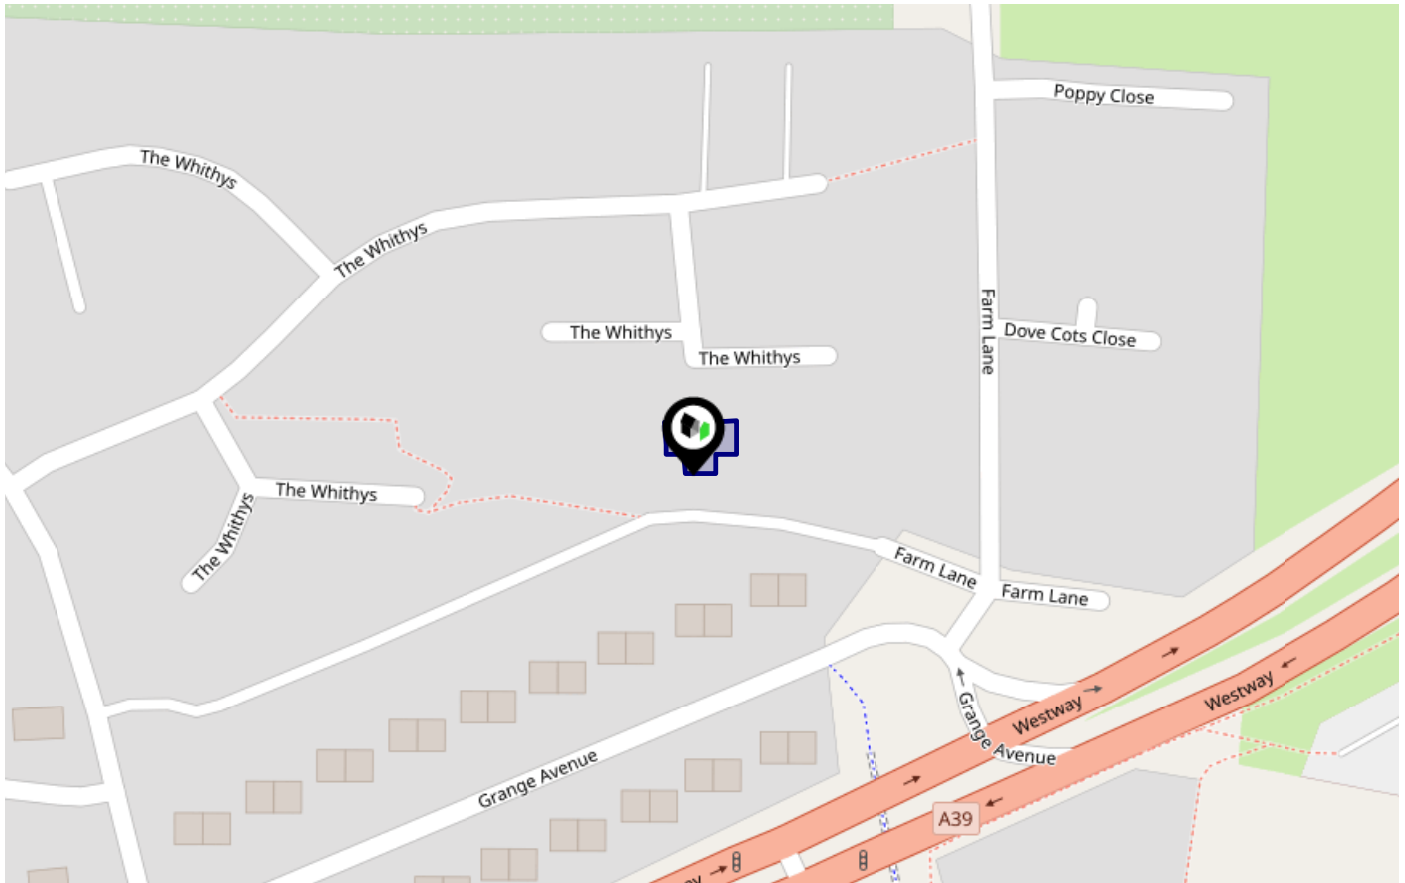 Poppy Close
The Whithys
The Whithys
Farm Lane
The Whithys
Dove Cots Close
The Whithys
The Whithys
The Whithys
Farm Lane
Farm Lane
Westway
Westway
Grange Avenue
Grange Avenue
A39